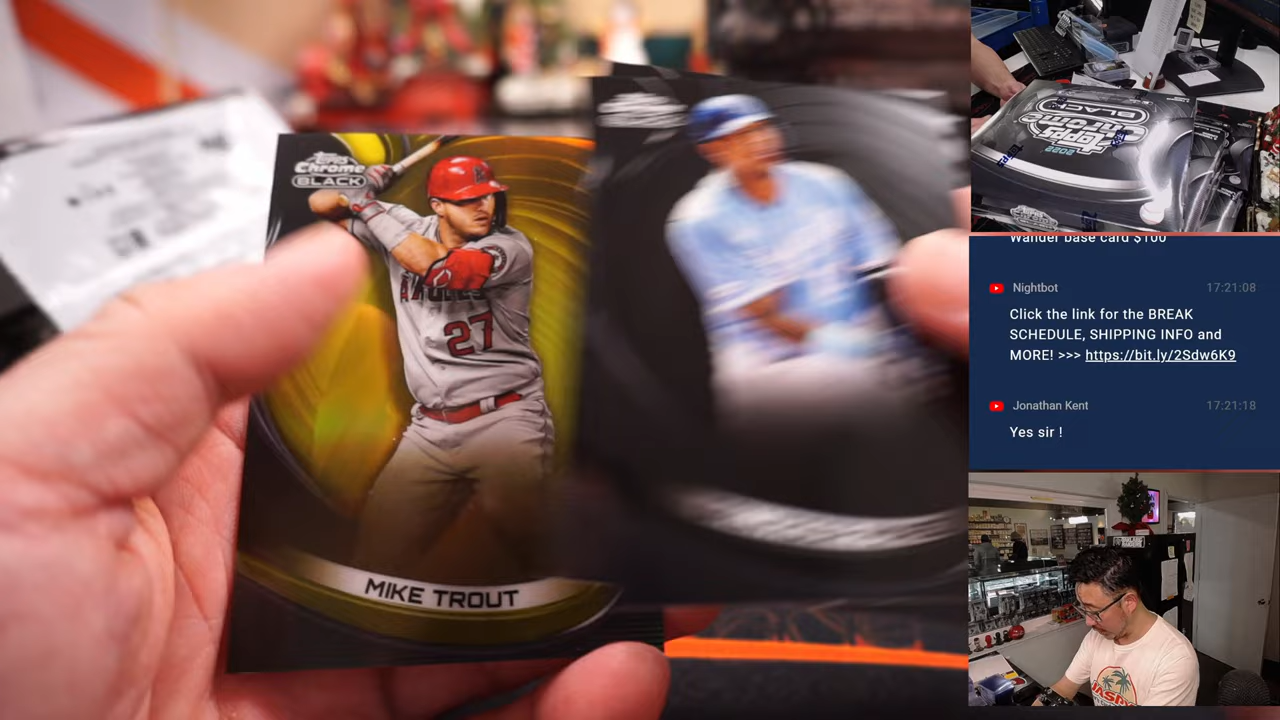 Topps
Chrome
BLACK
ANGELS
27
MIKE TROUT
2022
Topps
Chrome
BLACK
Wander base card $100
Nightbot
17:21:08
Click the link for the BREAK
SCHEDULE, SHIPPING INFO and
MORE! >>> https://bit.ly/2Sdw6K9
Jonathan Kent
17:21:18
Yes sir !
JASPY